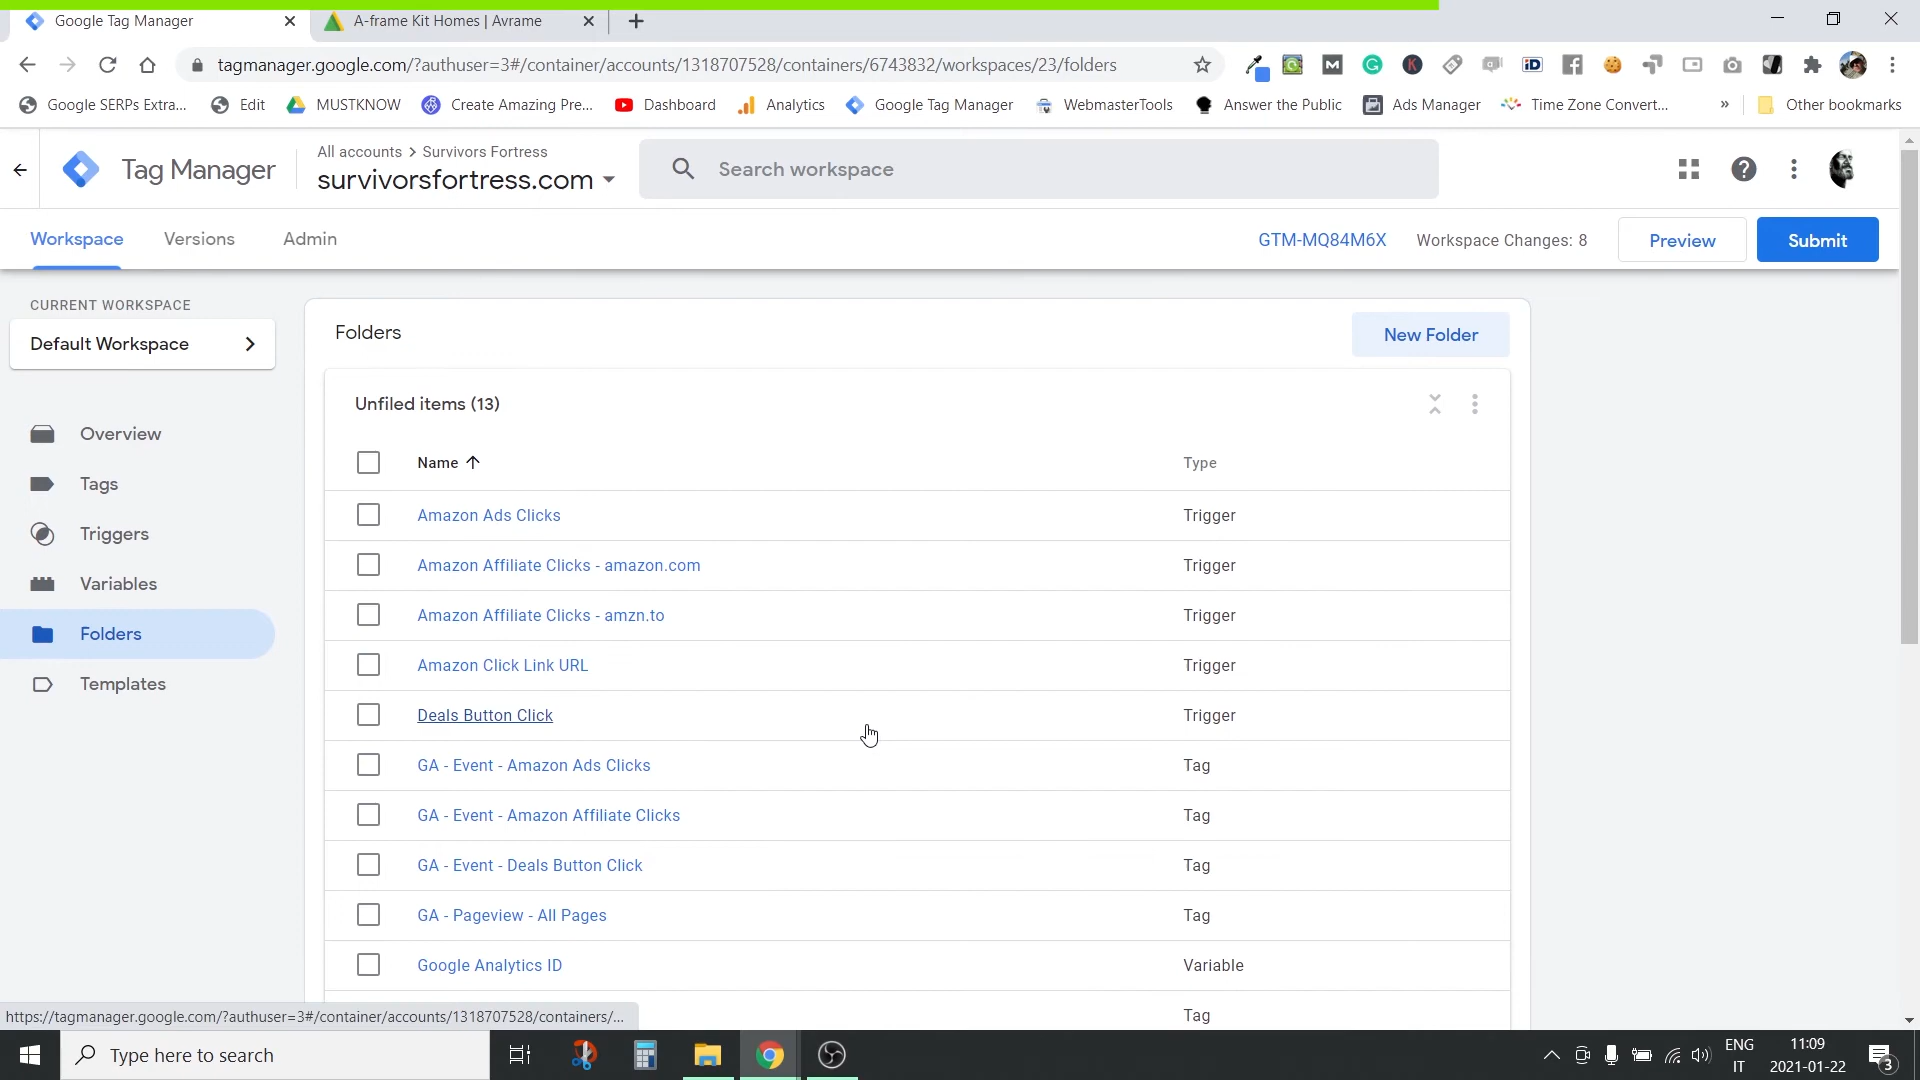 Google Tag Manager
A-frame Kit Homes | Avrame
tagmanager.google.com/?authuser=3#/container/accounts/1318707528/containers/6743832/workspaces/23/folders
Google SERPs Extra...
Edit
MUSTKNOW
Create Amazing Pre...
Dashboard
Analytics
Google Tag Manager
WebmasterTools
Answer the Public
Ads Manager
Time Zone Convert...
»
Other bookmarks
Tag Manager
All accounts > Survivors Fortress
survivorsfortress.com
Search workspace
Workspace
Versions
Admin
GTM-MQ84M6X
Workspace Changes: 8
Preview
Submit
CURRENT WORKSPACE
Default Workspace
Overview
Tags
Triggers
Variables
Folders
Templates
Folders
New Folder
Unfiled items (13)
Name
Type
Amazon Ads Clicks
Trigger
Amazon Affiliate Clicks - amazon.com
Trigger
Amazon Affiliate Clicks - amzn.to
Trigger
Amazon Click Link URL
Trigger
Deals Button Click
Trigger
GA - Event - Amazon Ads Clicks
Tag
GA - Event - Amazon Affiliate Clicks
Tag
GA - Event - Deals Button Click
Tag
GA - Pageview - All Pages
Tag
Google Analytics ID
Variable
Tag
https://tagmanager.google.com/?authuser=3#/container/accounts/1318707528/containers/...
Type here to search
ENG
IT
11:09
2021-01-22
3